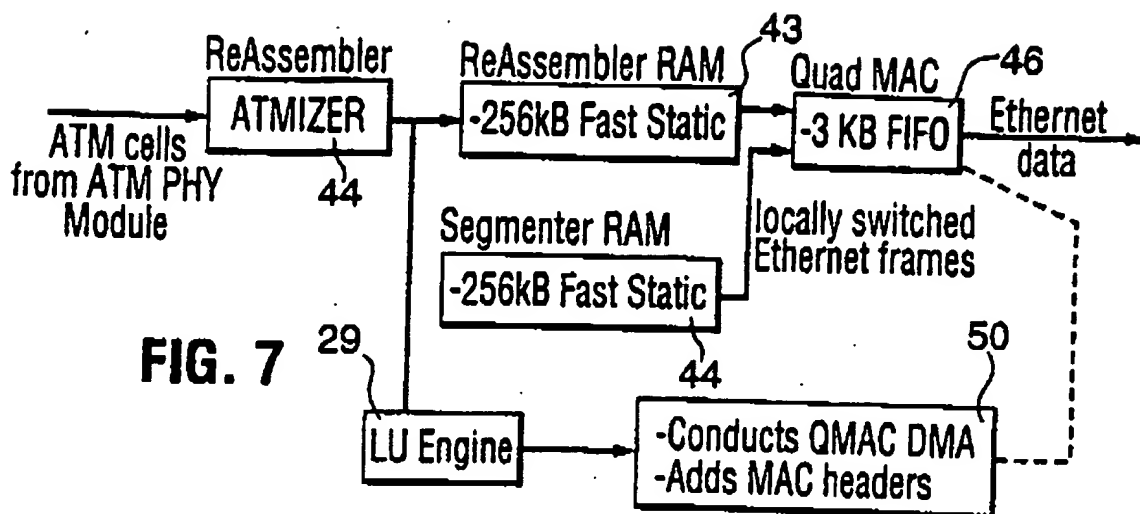 ReAssembler
ATMIZER
44
ATM cells
from ATM PHY
Module
ReAssembler RAM
43
-256kB Fast Static
Quad MAC
46
-3 KB FIFO
Ethernet
data
Segmenter RAM
-256kB Fast Static
44
locally switched
Ethernet frames
FIG. 7
29
LU Engine
50
-Conducts QMAC DMA
-Adds MAC headers